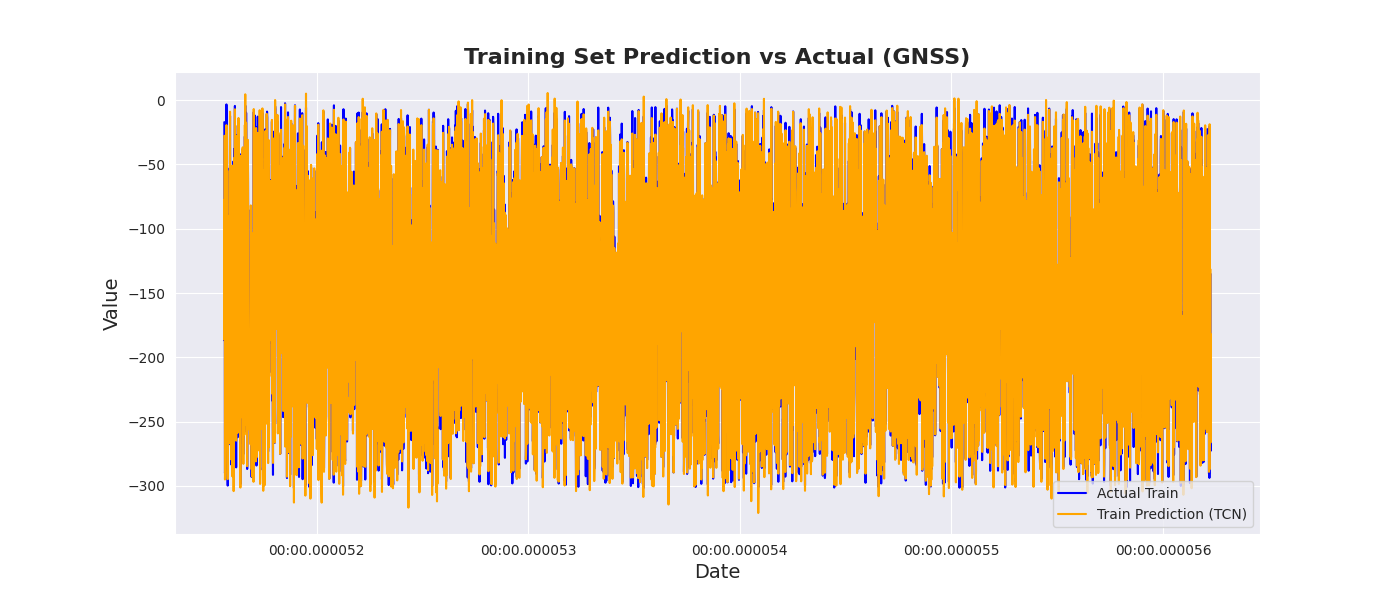 Training Set Prediction vs Actual (GNSS)
Value
0
−50
−100
−150
−200
−250
−300
Actual Train
Train Prediction (TCN)
00:00.000052
00:00.000053
00:00.000054
00:00.000055
00:00.000056
Date